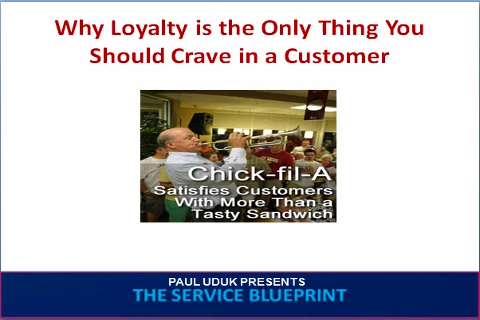 Why Loyalty is the Only Thing You
Should Crave in a Customer
Chick-fil-A
Satisfies Customers
With More Than a
Tasty Sandwich
PAUL UDUK PRESENTS
THE SERVICE BLUEPRINT